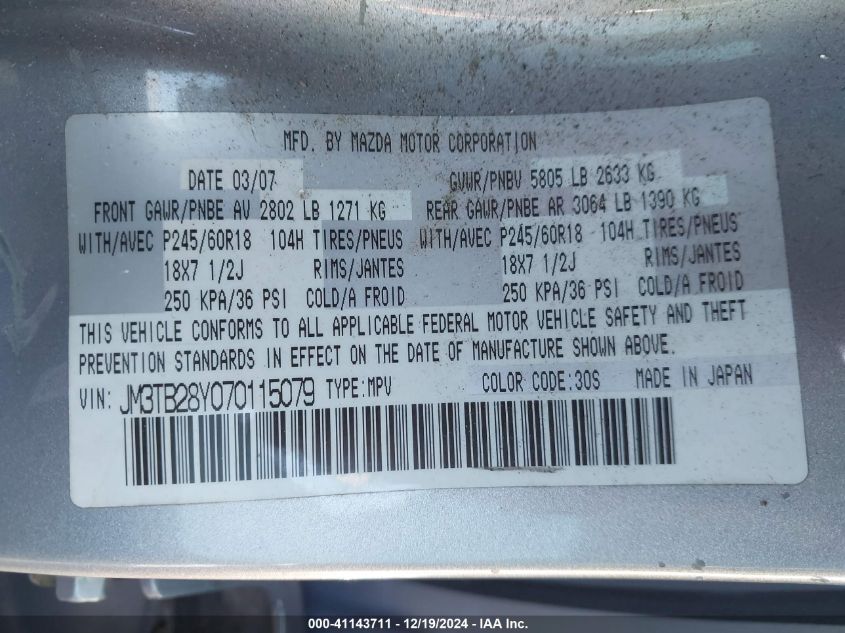 MFD. BY MAZDA MOTOR CORPORATION
DATE 03/07 GVWR/PNBV 5805 LB 2633 KG
FRONT GAWR/PNBE AV 2802 LB 1271 KG REAR GAWR/PNBE AR 3064 LB 1390 KG
WITH/AVEC P245/60R18 104H TIRES/PNEUS WITH/AVEC P245/60R18 104H TIRES/PNEUS
18X7 1/2J RIMS/JANTES 18X7 1/2J RIMS/JANTES
250 KPA/36 PSI COLD/A FROID 250 KPA/36 PSI COLD/A FROID
THIS VEHICLE CONFORMS TO ALL APPLICABLE FEDERAL MOTOR VEHICLE SAFETY AND THEFT
PREVENTION STANDARDS IN EFFECT ON THE DATE OF MANUFACTURE SHOWN ABOVE.
VIN: JM3TB28Y070115079 TYPE:MPV COLOR CODE:30S MADE IN JAPAN
000-41143711 - 12/19/2024 - IAA Inc.